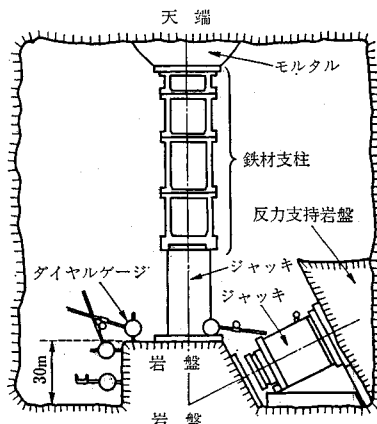 天端
モルタル
鉄材支柱
反力支持岩盤
ダイヤルゲージ
ジャッキ
ジャッキ
30m
岩盤
岩盤